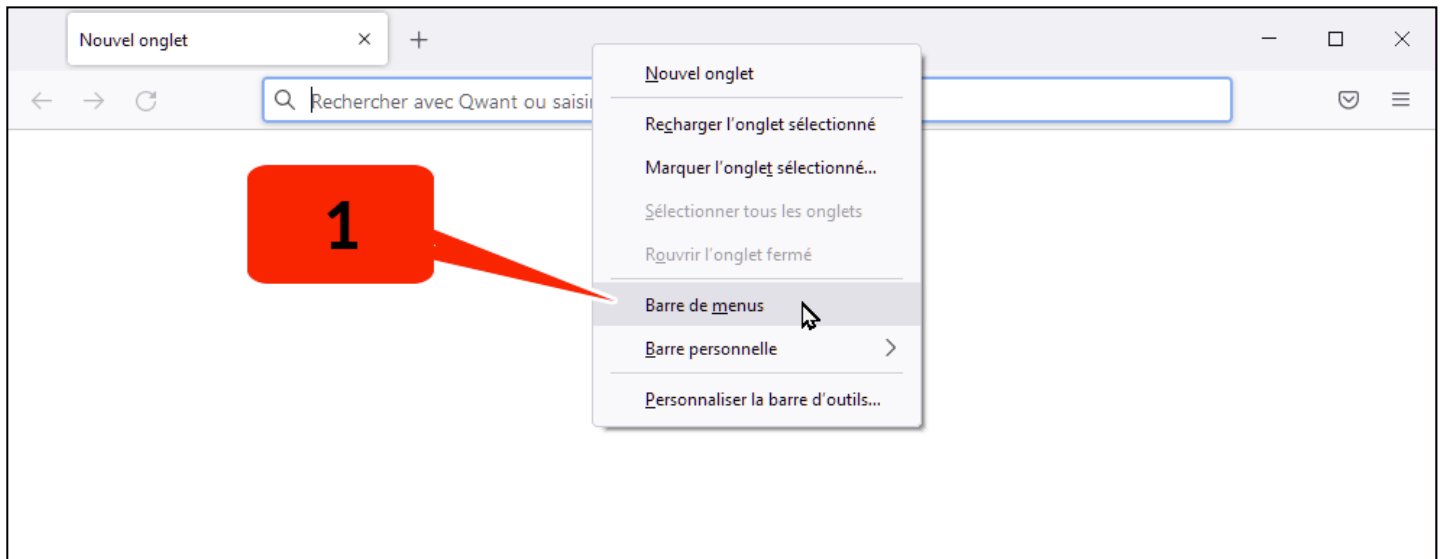 Nouvel onglet
Rechercher avec Qwant ou saisi
Nouvel onglet
Recharger l'onglet sélectionné
Marquer l'onglet sélectionné...
Sélectionner tous les onglets
Rouvrir l'onglet fermé
1
Barre de menus
Barre personnelle
Personnaliser la barre d'outils...